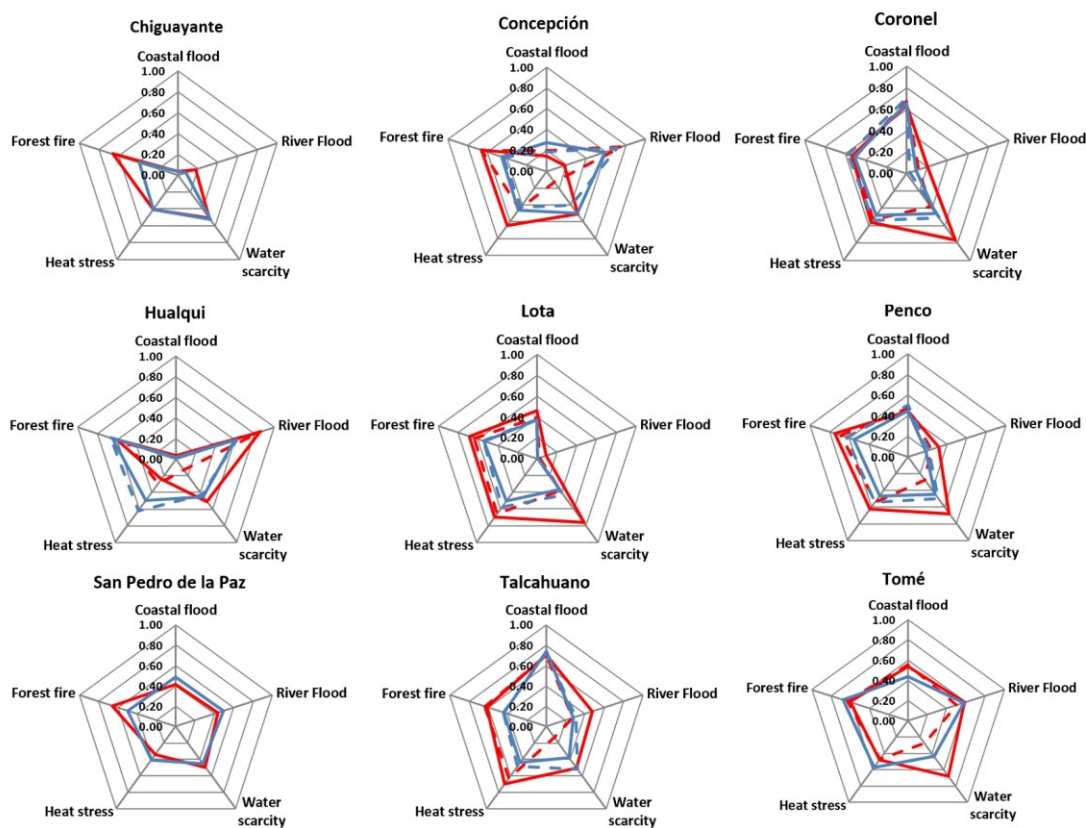 Chiguayante
Coastal flood
1.00
0.80
0.60
0.40
0.20
0.00
River Flood
Water
scarcity
Heat stress
Forest fire
Concepción
Coastal flood
1.00
0.80
0.60
0.40
0.20
0.00
River Flood
Water
scarcity
Heat stress
Forest fire
Coronel
Coastal flood
1.00
0.80
0.60
0.40
0.20
0.00
River Flood
Water
scarcity
Heat stress
Forest fire
Hualqui
Coastal flood
1.00
0.80
0.60
0.40
0.20
0.00
River Flood
Water
scarcity
Heat stress
Forest fire
Lota
Coastal flood
1.00
0.80
0.60
0.40
0.20
0.00
River Flood
Water
scarcity
Heat stress
Forest fire
Penco
Coastal flood
1.00
0.80
0.60
0.40
0.20
0.00
River Flood
Water
scarcity
Heat stress
Forest fire
San Pedro de la Paz
Coastal flood
1.00
0.80
0.60
0.40
0.20
0.00
River Flood
Water
scarcity
Heat stress
Forest fire
Talcahuano
Coastal flood
1.00
0.80
0.60
0.40
0.20
0.00
River Flood
Water
scarcity
Heat stress
Forest fire
Tomé
Coastal flood
1.00
0.80
0.60
0.40
0.20
0.00
River Flood
Water
scarcity
Heat stress
Forest fire